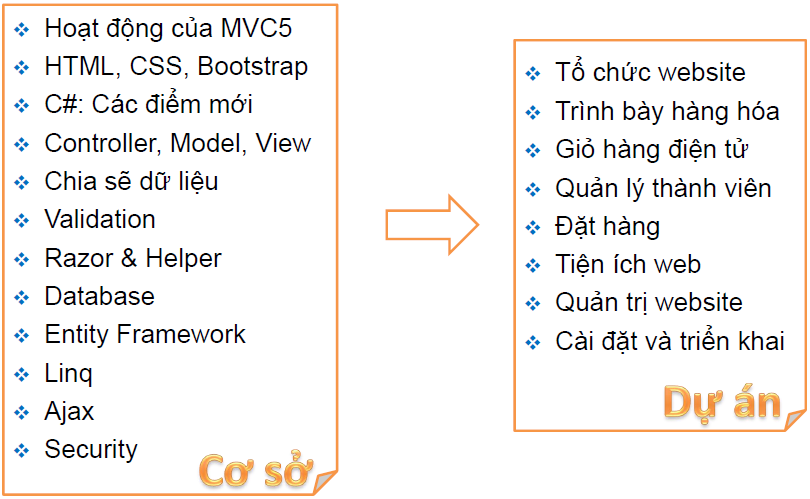 Hoạt động của MVC5
HTML, CSS, Bootstrap
C#: Các điểm mới
Controller, Model, View
Chia sẽ dữ liệu
Validation
Razor & Helper
Database
Entity Framework
Linq
Ajax
Security
Cơ sở
Tổ chức website
Trình bày hàng hóa
Giỏ hàng điện tử
Quản lý thành viên
Đặt hàng
Tiện ích web
Quản trị website
Cài đặt và triển khai
Dự án